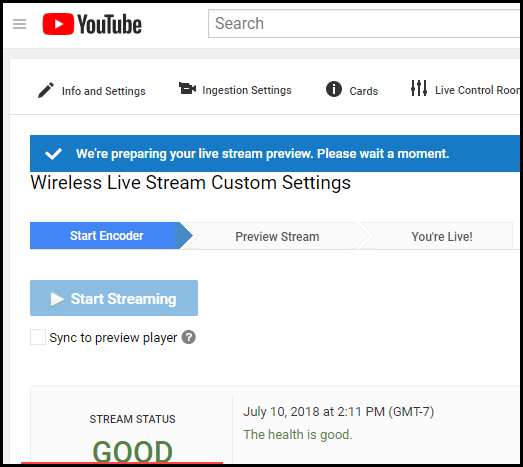 YouTube
Search
Info and Settings
Ingestion Settings
Cards
Live Control Room
We're preparing your live stream preview. Please wait a moment.
Wireless Live Stream Custom Settings
Start Encoder
Preview Stream
You're Live!
Start Streaming
Sync to preview player ?
STREAM STATUS
GOOD
July 10, 2018 at 2:11 PM (GMT-7)
The health is good.